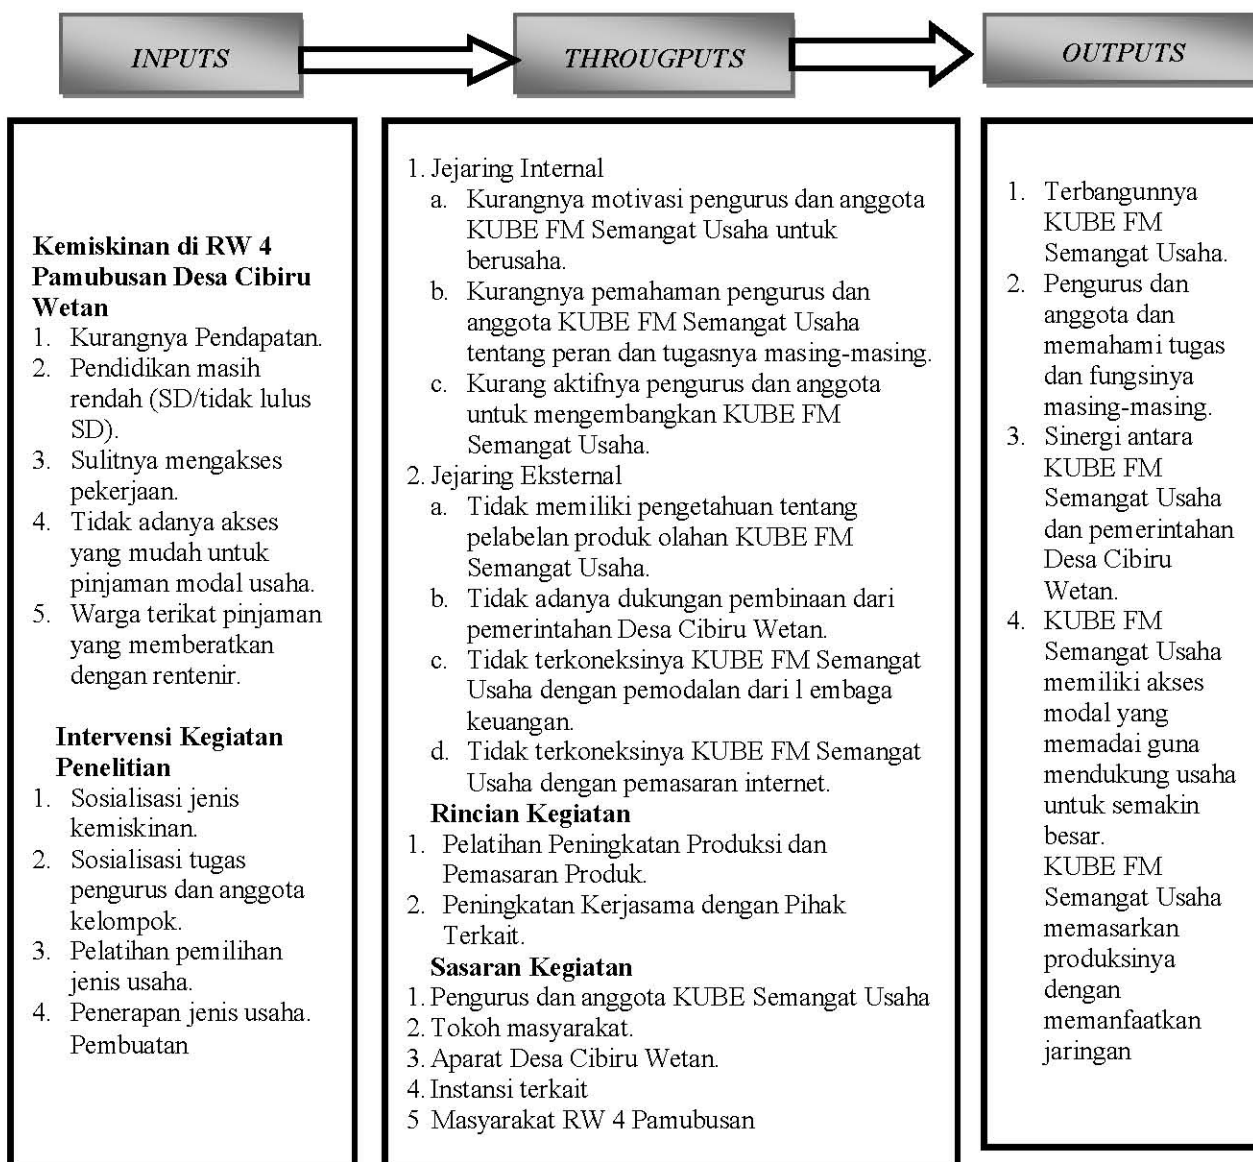 INPUTS
THROUGPUTS
OUTPUTS
Kemiskinan di RW 4
Pamubusan Desa Cibiru
Wetan
1. Kurangnya Pendapatan.
2. Pendidikan masih
rendah (SD/tidak lulus
SD).
3. Sulitnya mengakses
pekerjaan.
4. Tidak adanya akses
yang mudah untuk
pinjaman modal usaha.
5. Warga terikat pinjaman
yang memberatkan
dengan rentenir.
Intervensi Kegiatan
Penelitian
1. Sosialisasi jenis
kemiskinan.
2. Sosialisasi tugas
pengurus dan anggota
kelompok.
3. Pelatihan pemilihan
jenis usaha.
4. Penerapan jenis usaha.
Pembuatan
1. Jejaring Internal
a. Kurangnya motivasi pengurus dan anggota
KUBE FM Semangat Usaha untuk
berusaha.
b. Kurangnya pemahaman pengurus dan
anggota KUBE FM Semangat Usaha
tentang peran dan tugasnya masing-masing.
c. Kurang aktifnya pengurus dan anggota
untuk mengembangkan KUBE FM
Semangat Usaha.
2. Jejaring Eksternal
a. Tidak memiliki pengetahuan tentang
pelabelan produk olahan KUBE FM
Semangat Usaha.
b. Tidak adanya dukungan pembinaan dari
pemerintahan Desa Cibiru Wetan.
c. Tidak terkoneksinya KUBE FM Semangat
Usaha dengan pemodalan dari l embaga
keuangan.
d. Tidak terkoneksinya KUBE FM Semangat
Usaha dengan pemasaran internet.
Rincian Kegiatan
1. Pelatihan Peningkatan Produksi dan
Pemasaran Produk.
2. Peningkatan Kerjasama dengan Pihak
Terkait.
Sasaran Kegiatan
1. Pengurus dan anggota KUBE Semangat Usaha
2. Tokoh masyarakat.
3. Aparat Desa Cibiru Wetan.
4. Instansi terkait
5 Masyarakat RW 4 Pamubusan
1. Terbangunnya
KUBE FM
Semangat Usaha.
2. Pengurus dan
anggota dan
memahami tugas
dan fungsinya
masing-masing.
3. Sinergi antara
KUBE FM
Semangat Usaha
dan pemerintahan
Desa Cibiru
Wetan.
4. KUBE FM
Semangat Usaha
memiliki akses
modal yang
memadai guna
mendukung usaha
untuk semakin
besar.
KUBE FM
Semangat Usaha
memasarkan
produksinya
dengan
memanfaatkan
jaringan